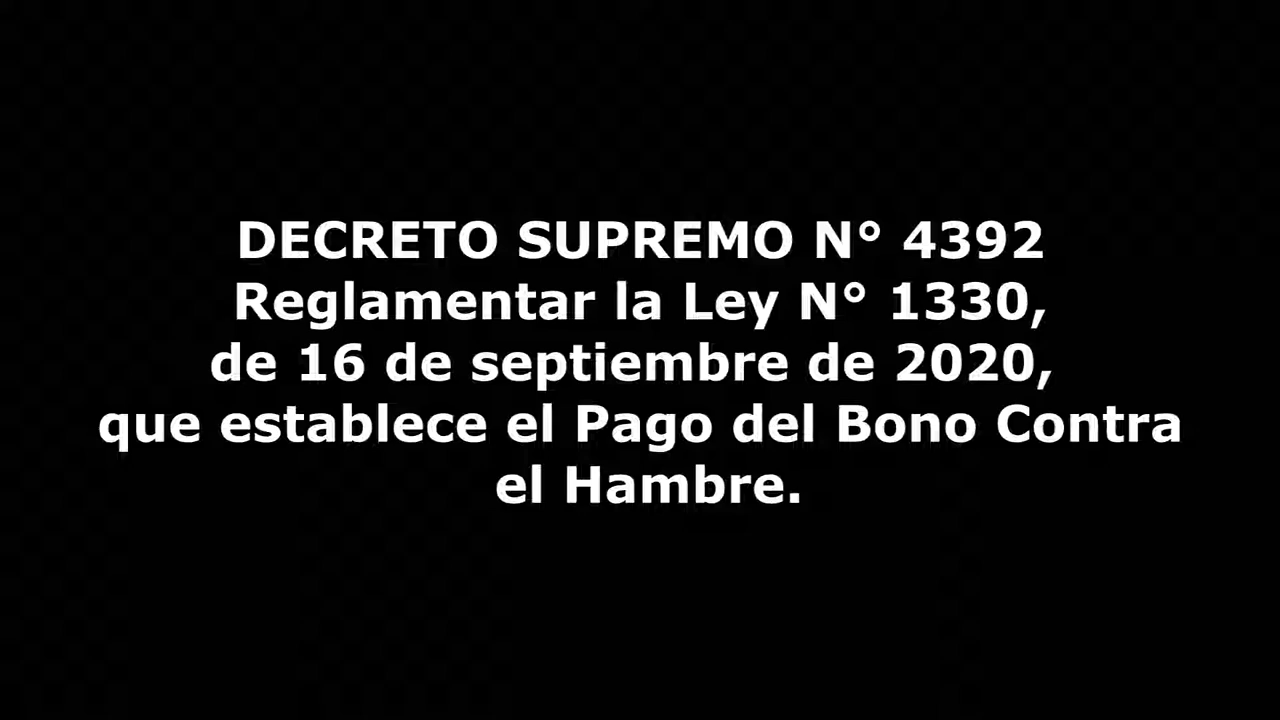 DECRETO SUPREMO N° 4392
Reglamentar la Ley N° 1330,
de 16 de septiembre de 2020,
que establece el Pago del Bono Contra
el Hambre.